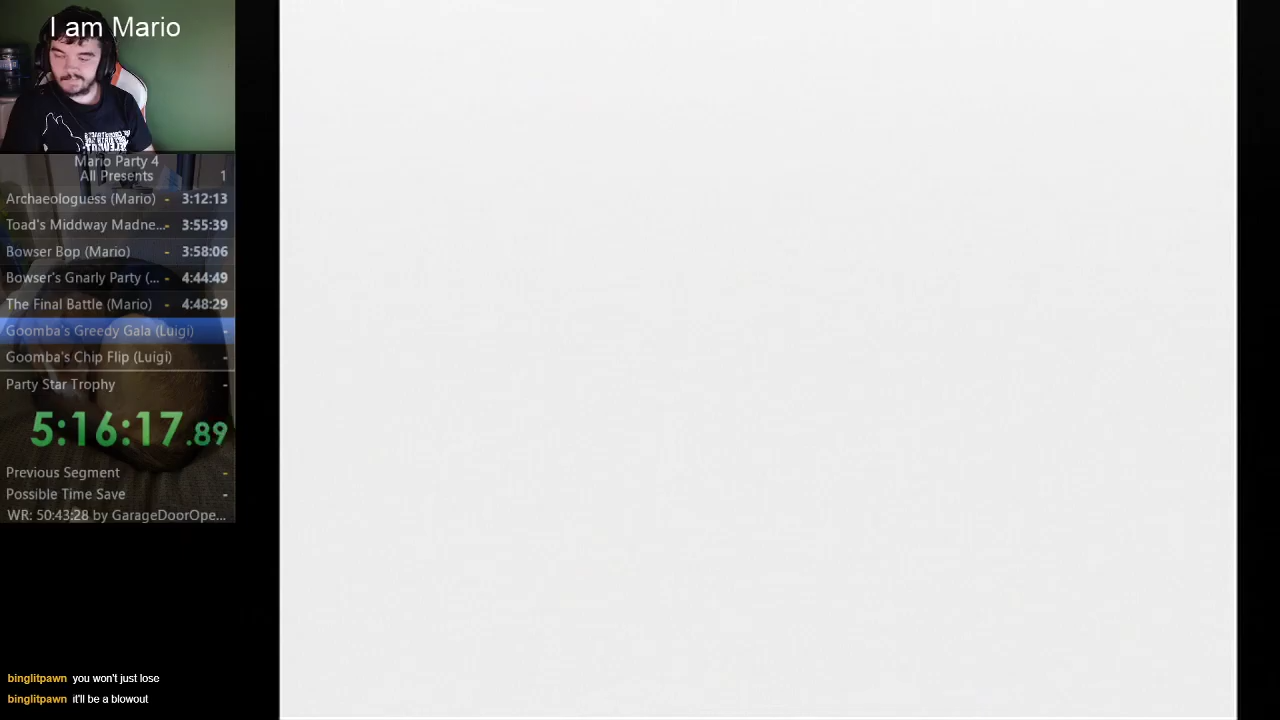 I am Mario
Mario Party 4
All Presents 1
Archaeologuess (Mario) - 3:12:13
Toad's Middway Madne... - 3:55:39
Bowser Bop (Mario) - 3:58:06
Bowser's Gnarly Party (... - 4:44:49
The Final Battle (Mario) - 4:48:29
Goomba's Greedy Gala (Luigi) -
Goomba's Chip Flip (Luigi) -
Party Star Trophy -
5:16:17.89
Previous Segment -
Possible Time Save -
WR: 50:43:28 by GarageDoorOpe...
binglitpawn you won't just lose
binglitpawn it'll be a blowout